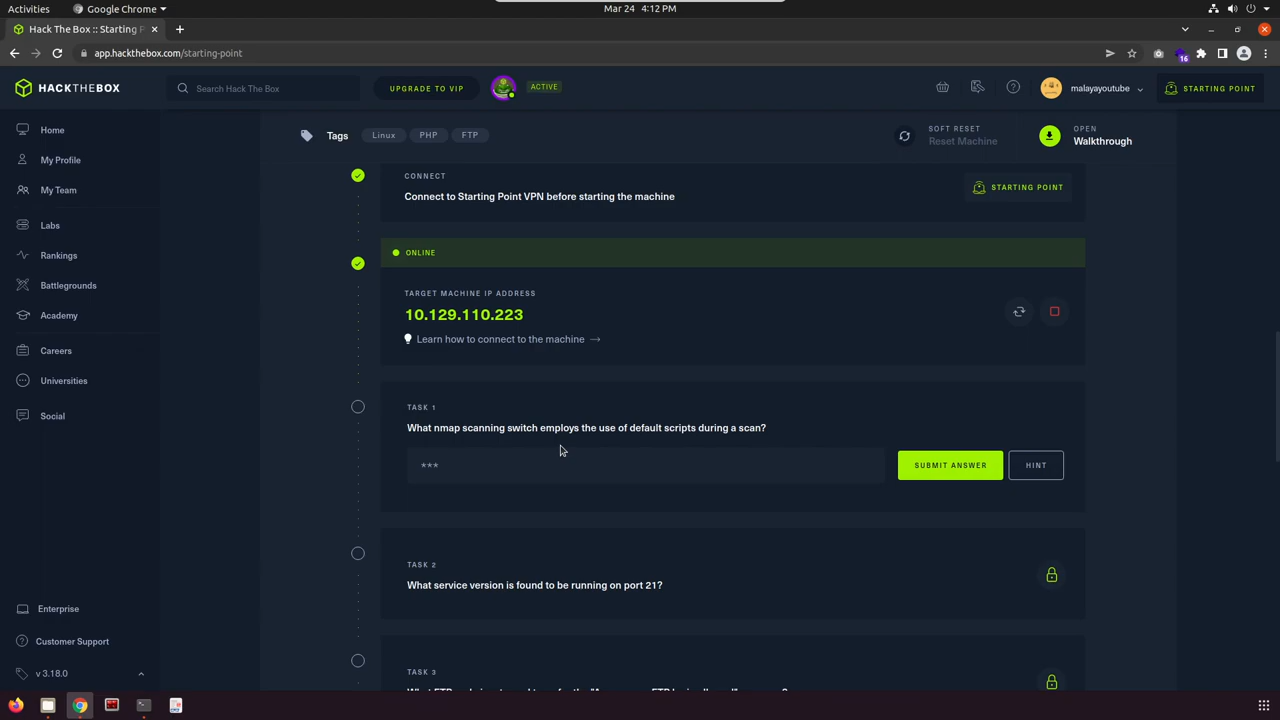 Activities
Google Chrome
Mar 24 4:12 PM
Hack The Box :: Starting P
app.hackthebox.com/starting-point
16
HACKTHEBOX
Search Hack The Box
UPGRADE TO VIP
ACTIVE
malayayoutube
STARTING POINT
Home
My Profile
My Team
Labs
Rankings
Battlegrounds
Academy
Careers
Universities
Social
Enterprise
Customer Support
v 3.18.0
Tags
Linux
PHP
FTP
SOFT RESET
Reset Machine
OPEN
Walkthrough
CONNECT
Connect to Starting Point VPN before starting the machine
STARTING POINT
ONLINE
TARGET MACHINE IP ADDRESS
10.129.110.223
Learn how to connect to the machine
TASK 1
What nmap scanning switch employs the use of default scripts during a scan?
***
SUBMIT ANSWER
HINT
TASK 2
What service version is found to be running on port 21?
TASK 3